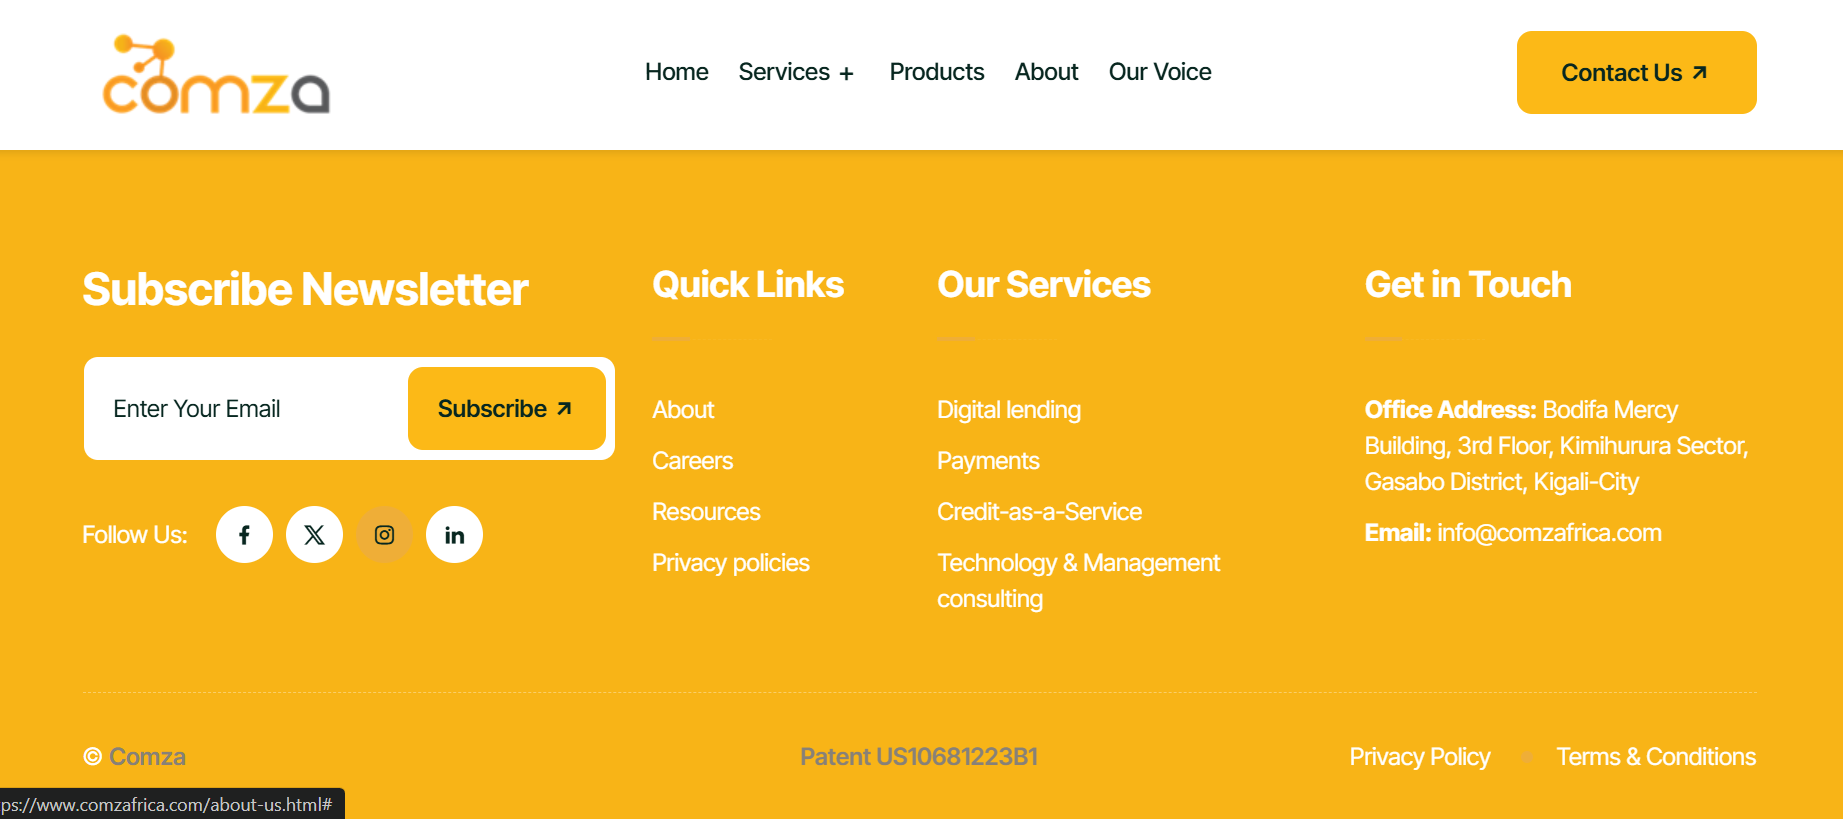 comza
Home Services + Products About Our Voice
Contact Us
Subscribe Newsletter
Enter Your Email
Subscribe
Follow Us:
Quick Links
About
Careers
Resources
Privacy policies
Our Services
Digital lending
Payments
Credit-as-a-Service
Technology & Management
consulting
Get in Touch
Office Address: Bodifa Mercy
Building, 3rd Floor, Kimihurura Sector,
Gasabo District, Kigali-City
Email: info@comzafrica.com
© Comza
Patent US10681223B1
Privacy Policy
Terms & Conditions
ps://www.comzafrica.com/about-us.html#